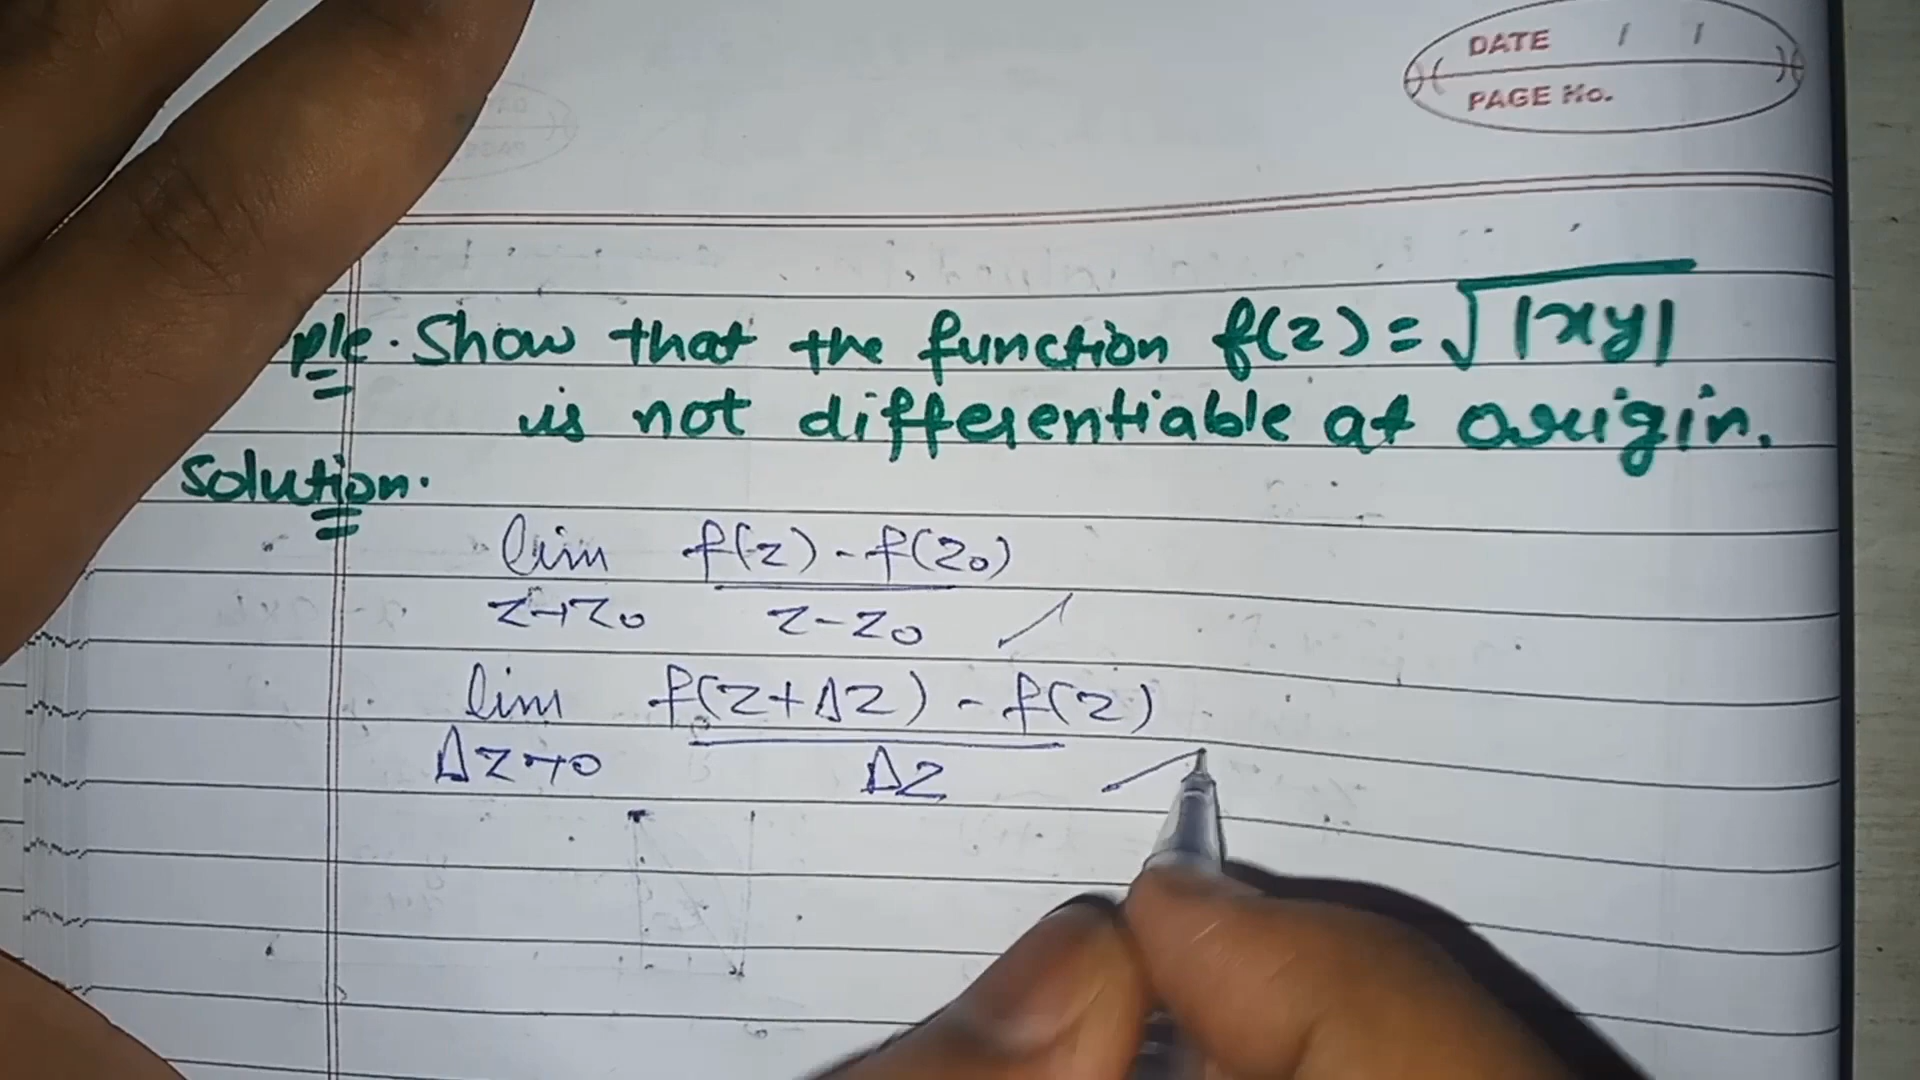 DATE / /
PAGE No.
ple. Show that the function f(z) = √|xy|
is not differentiable at origin.
Solution.
lim f(z) - f(z₀)
z→z₀ z-z₀
lim f(z+Δz) - f(z)
Δz→0 Δz